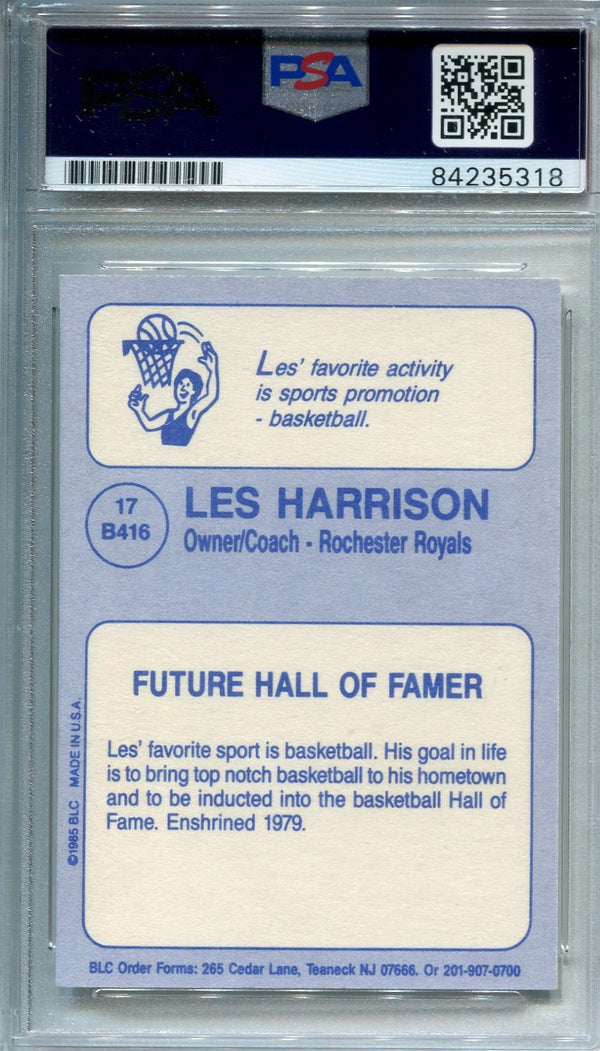 PSA
PSA
84235318
Les' favorite activity
is sports promotion
- basketball.
17
B416
LES HARRISON
Owner/Coach - Rochester Royals
FUTURE HALL OF FAMER
Les' favorite sport is basketball. His goal in life
is to bring top notch basketball to his hometown
and to be inducted into the basketball Hall of
Fame. Enshrined 1979.
©1985 BLC MADE IN U.S.A.
BLC Order Forms: 265 Cedar Lane, Teaneck NJ 07666. Or 201-907-0700